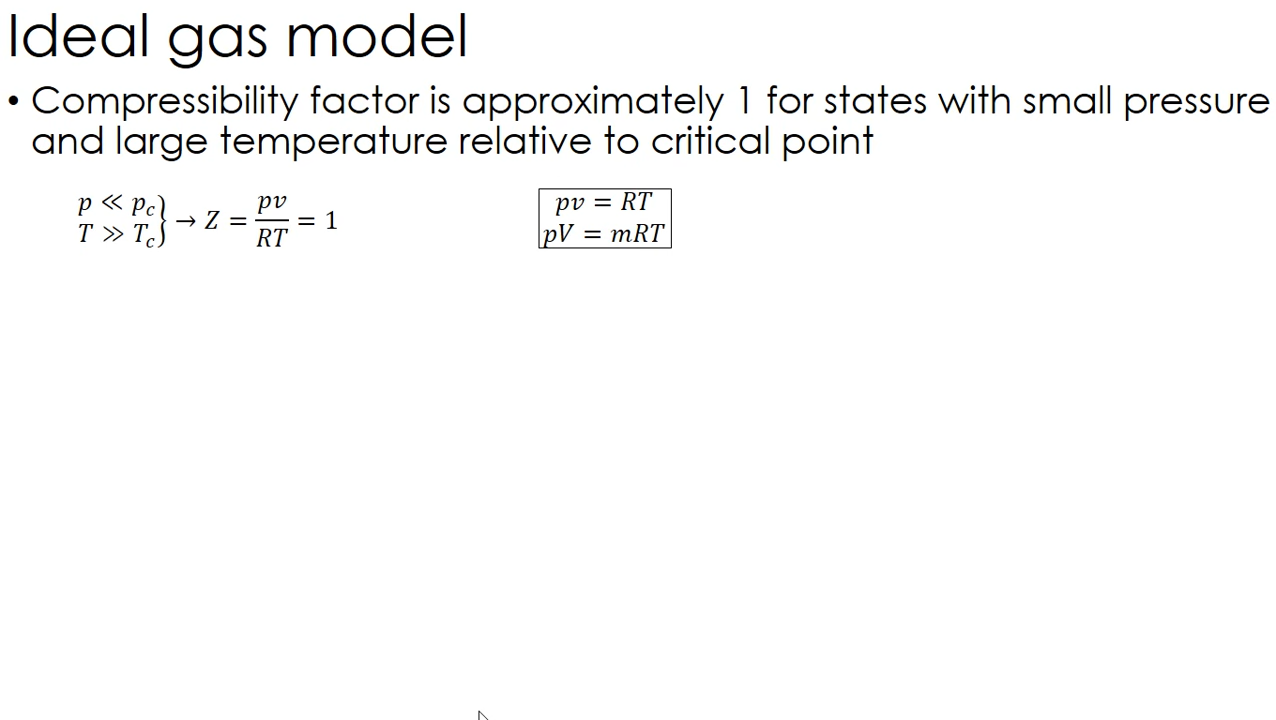 Ideal gas model
• Compressibility factor is approximately 1 for states with small pressure
and large temperature relative to critical point
p ≪ p_c
T ≫ T_c } → Z = pv/RT = 1
pv = RT
pV = mRT